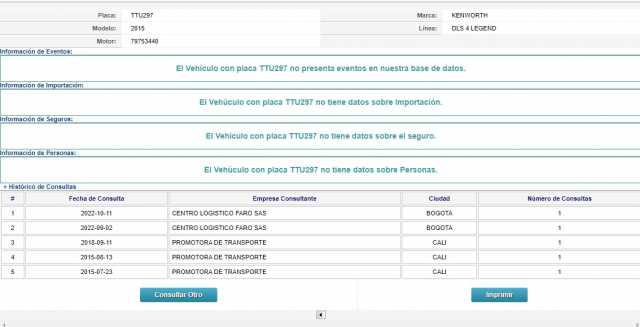 Placa: TTU297 Marca: KENWORTH
Modelo: 2015 Línea: DLS 4 LEGEND
Motor: 79753440
Información de Eventos:
El Vehículo con placa TTU297 no presenta eventos en nuestra base de datos.
Información de Importación:
El Vehículo con placa TTU297 no tiene datos sobre Importación.
Información de Seguros:
El Vehículo con placa TTU297 no tiene datos sobre el seguro.
Información de Personas:
El Vehúculo con placa TTU297 no tiene datos sobre Personas.
» Histórico de Consultas
# Fecha de Consulta Empresa Consultante Ciudad Número de Consultas
1 2022-10-11 CENTRO LOGISTICO FARO SAS BOGOTA 1
2 2022-09-02 CENTRO LOGISTICO FARO SAS BOGOTA 1
3 2018-09-11 PROMOTORA DE TRANSPORTE CALI 1
4 2015-08-13 PROMOTORA DE TRANSPORTE CALI 1
5 2015-07-23 PROMOTORA DE TRANSPORTE CALI 1
Consultar Otro Imprimir